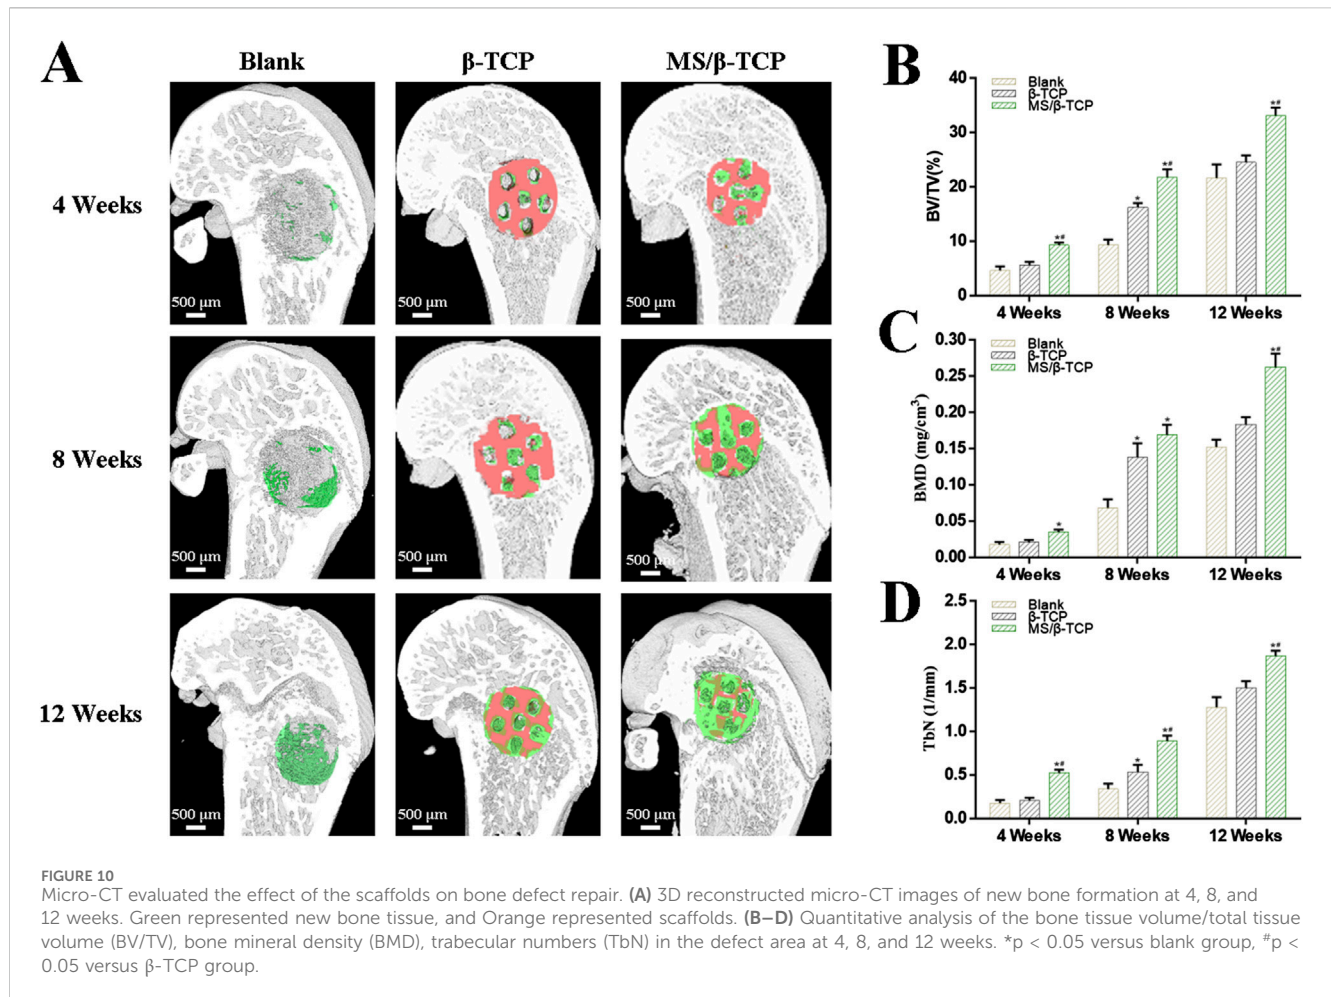 A
Blank
β-TCP
MS/β-TCP
4 Weeks
500 μm
500 μm
500 μm
8 Weeks
500 μm
500 μm
500 μm
12 Weeks
500 μm
500 μm
500 μm
B
40
30
20
10
0
BV/TV(%)
Blank
β-TCP
MS/β-TCP
*#
*
*#
*#
4 Weeks
8 Weeks
12 Weeks
C
0.30
0.25
0.20
0.15
0.10
0.05
0.00
BMD (mg/cm³)
Blank
β-TCP
MS/β-TCP
*
*
*#
*#
4 Weeks
8 Weeks
12 Weeks
D
2.5
2.0
1.5
1.0
0.5
0.0
TbN (1/mm)
Blank
β-TCP
MS/β-TCP
*#
*
*#
*#
4 Weeks
8 Weeks
12 Weeks
FIGURE 10
Micro-CT evaluated the effect of the scaffolds on bone defect repair. (A) 3D reconstructed micro-CT images of new bone formation at 4, 8, and
12 weeks. Green represented new bone tissue, and Orange represented scaffolds. (B–D) Quantitative analysis of the bone tissue volume/total tissue
volume (BV/TV), bone mineral density (BMD), trabecular numbers (TbN) in the defect area at 4, 8, and 12 weeks. *p < 0.05 versus blank group, #p <
0.05 versus β-TCP group.